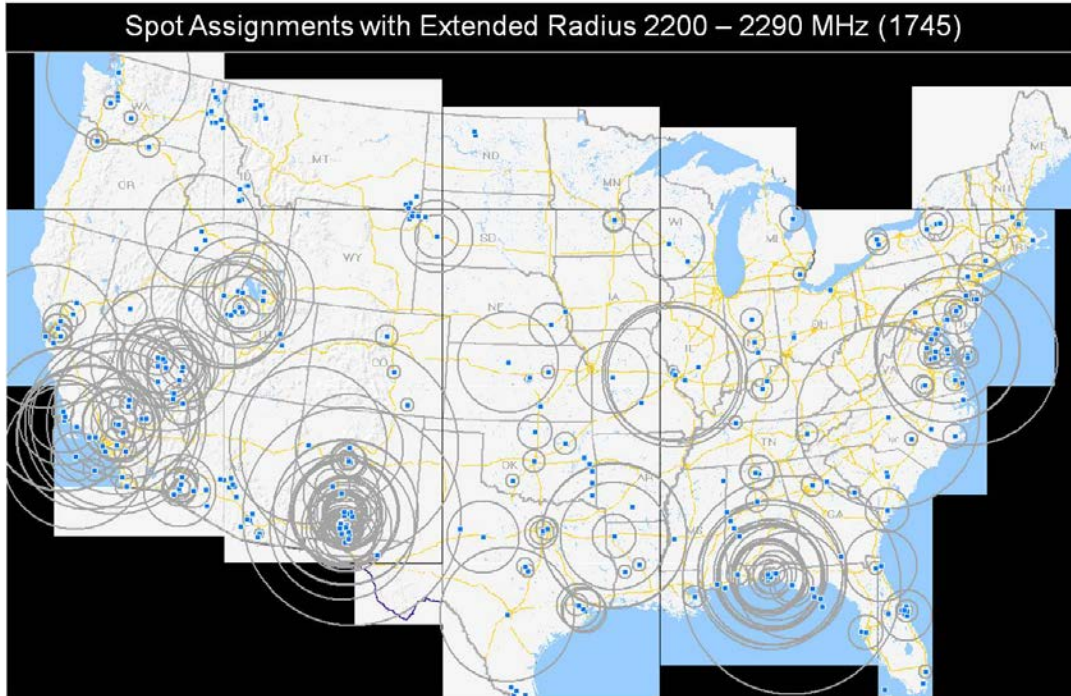 Spot Assignments with Extended Radius 2200 – 2290 MHz (1745)
WA
MT
ND
ME
OR
ID
MN
WI
SD
MI
WY
NE
IA
IL
CO
VA
OK
TN
AR
MS
GA